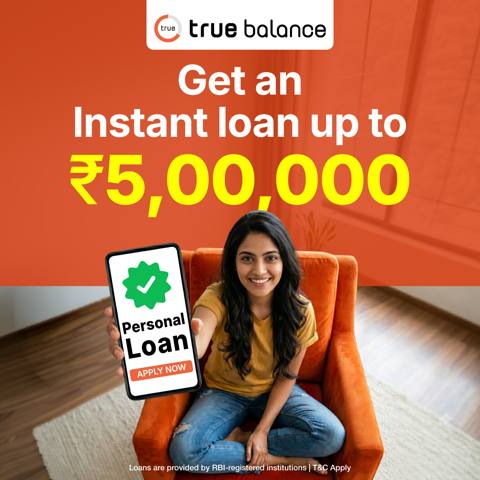 true true balance
Get an
Instant loan up to
₹5,00,000
Personal
Loan
APPLY NOW
Loans are provided by RBI-registered institutions | T&C Apply